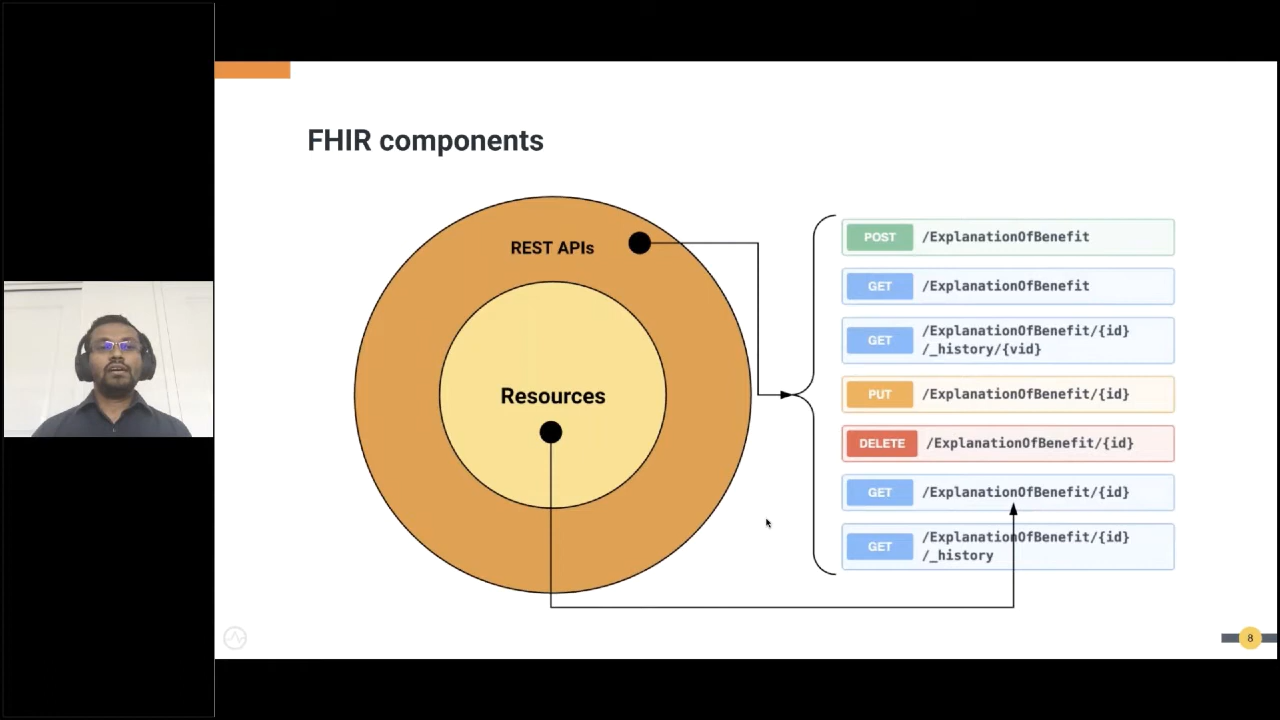 FHIR components
REST APIs
Resources
POST /ExplanationOfBenefit
GET /ExplanationOfBenefit
GET /ExplanationOfBenefit/{id}
/_history/{vid}
PUT /ExplanationOfBenefit/{id}
DELETE /ExplanationOfBenefit/{id}
GET /ExplanationOfBenefit/{id}
GET /ExplanationOfBenefit/{id}
/_history
8